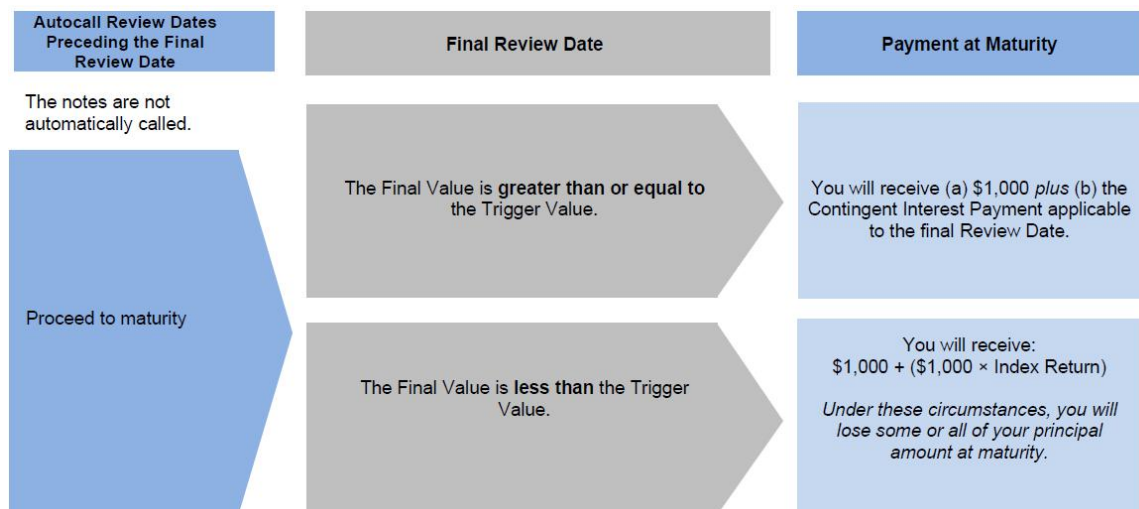 Autocall Review Dates
Preceding the Final
Review Date
Final Review Date
Payment at Maturity
The notes are not
automatically called.
Proceed to maturity
The Final Value is greater than or equal to
the Trigger Value.
You will receive (a) $1,000 plus (b) the
Contingent Interest Payment applicable
to the final Review Date.
The Final Value is less than the Trigger
Value.
You will receive:
$1,000 + ($1,000 × Index Return)
Under these circumstances, you will
lose some or all of your principal
amount at maturity.